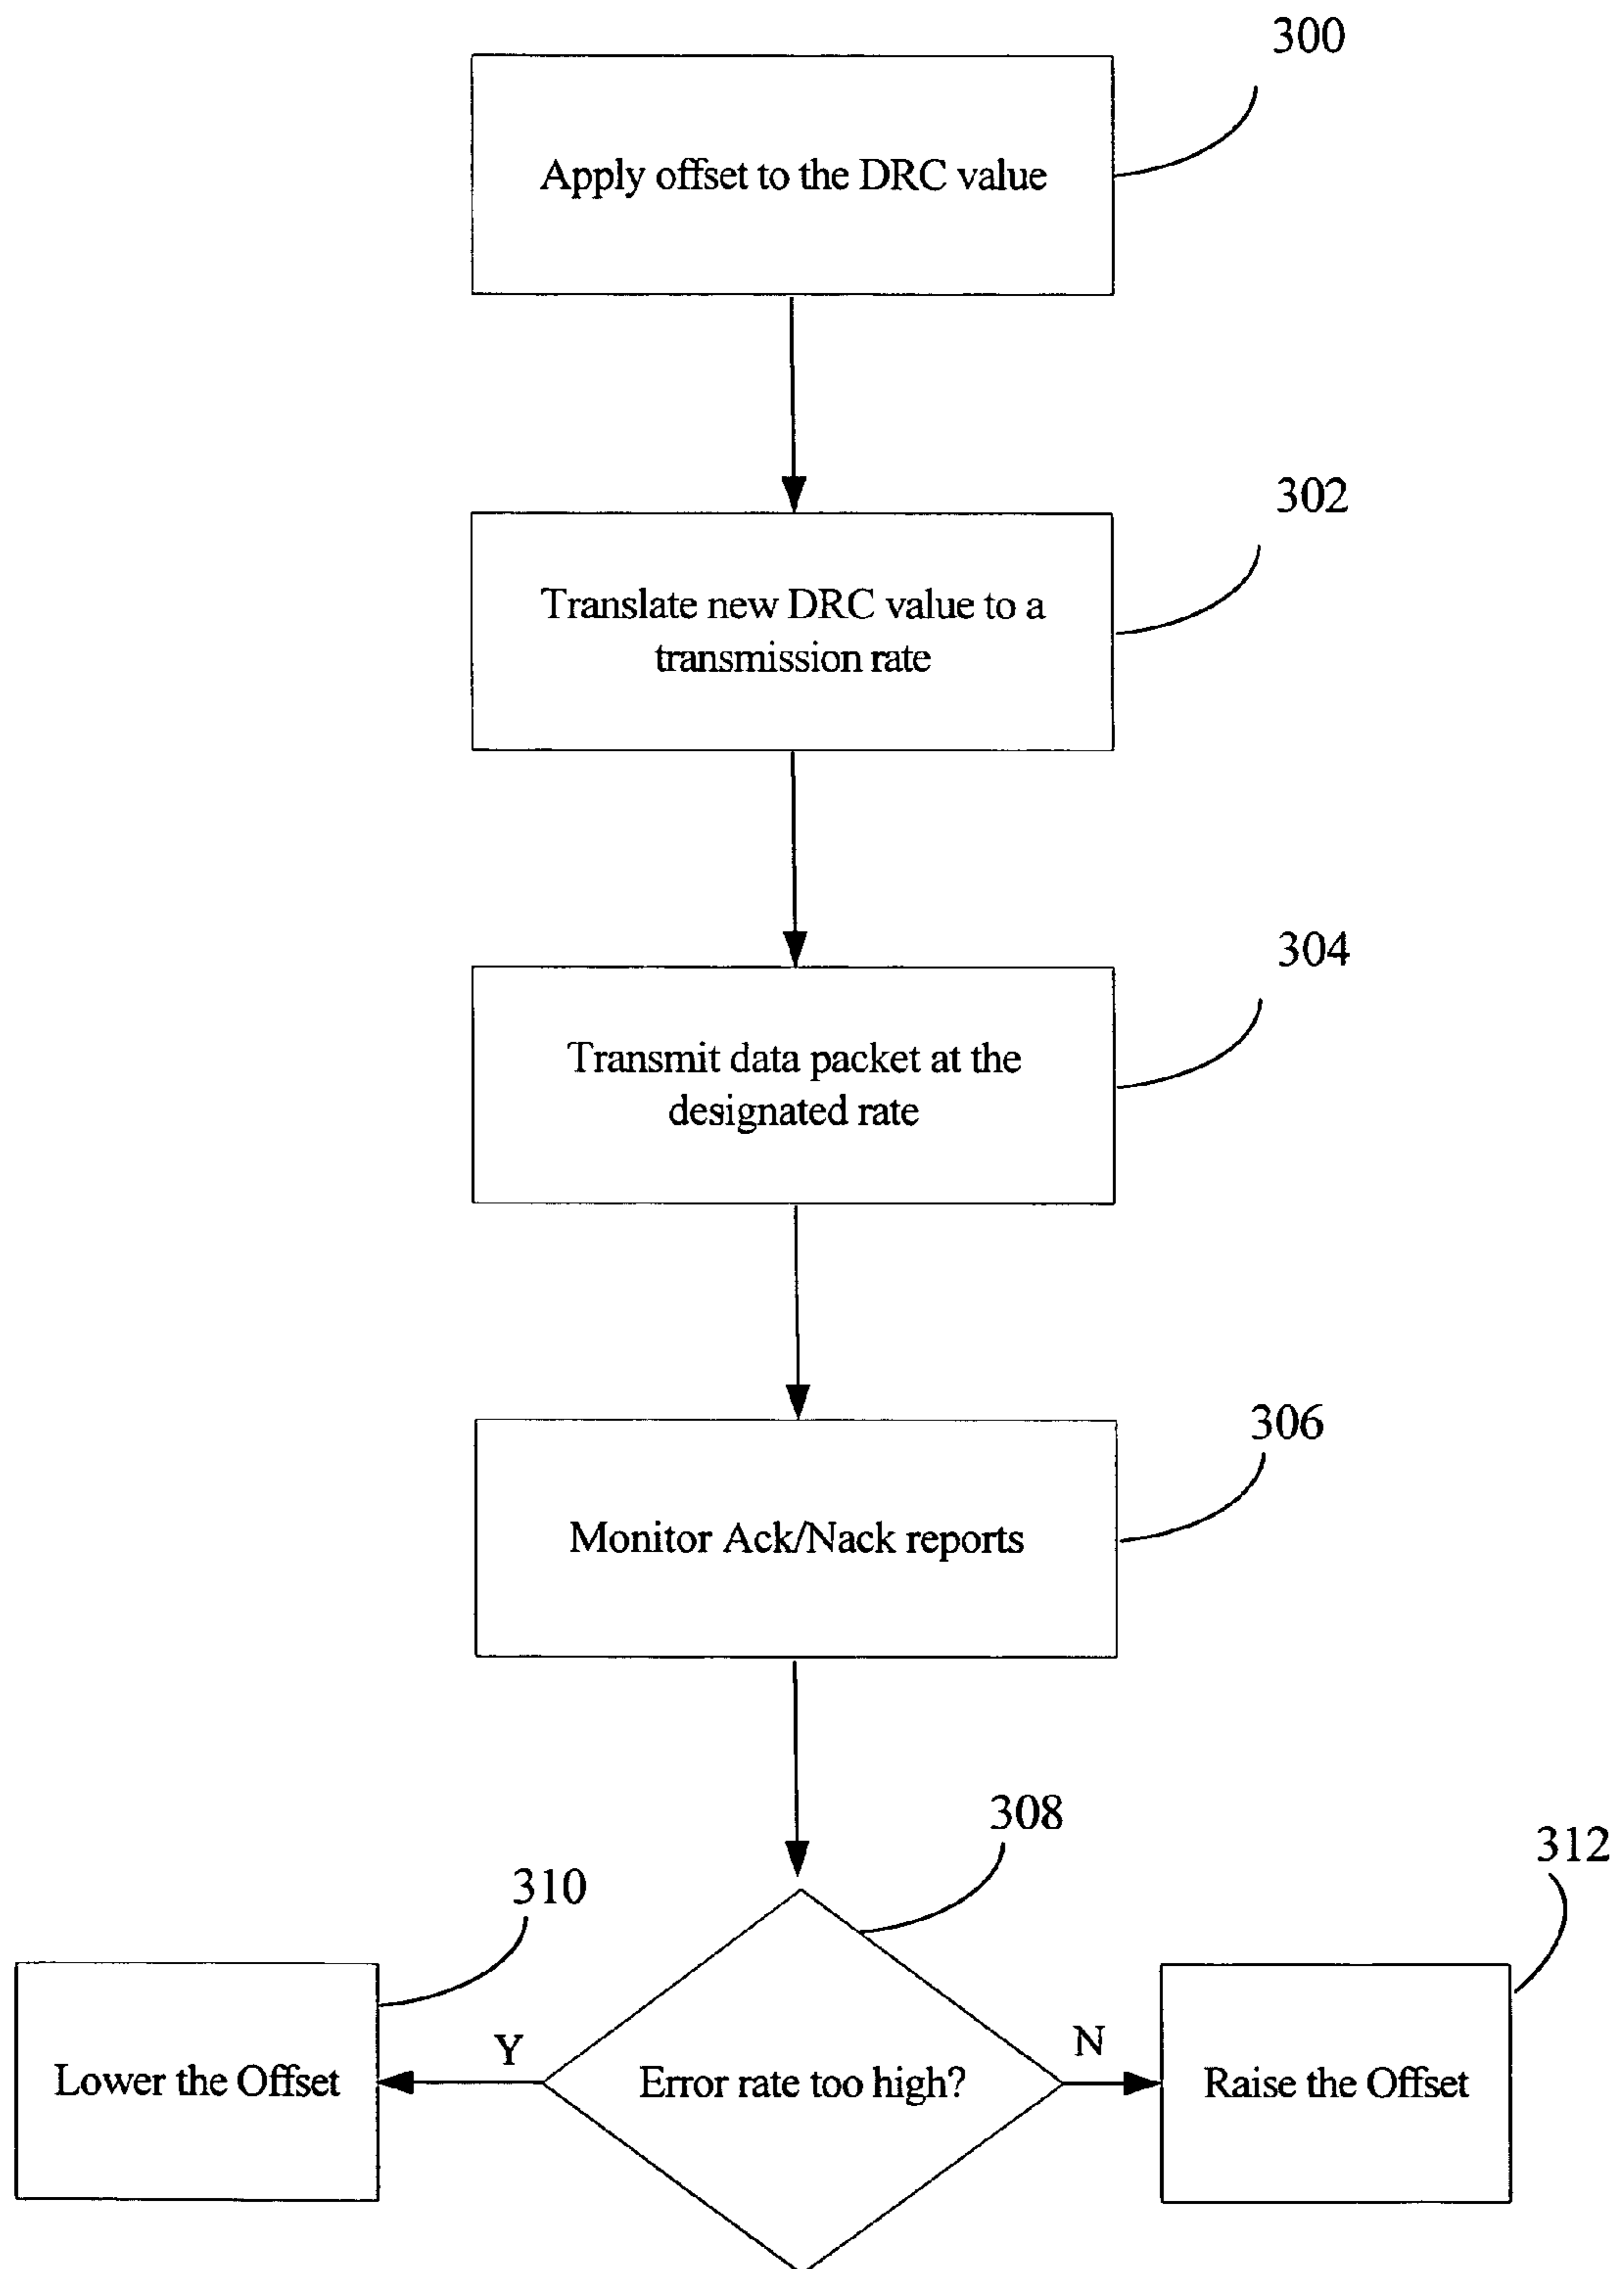 300
Apply offset to the DRC value
302
Translate new DRC value to a
transmission rate
304
Transmit data packet at the
designated rate
306
Monitor Ack/Nack reports
308
312
310
Y
N
Lower the Offset
Error rate too high?
Raise the Offset